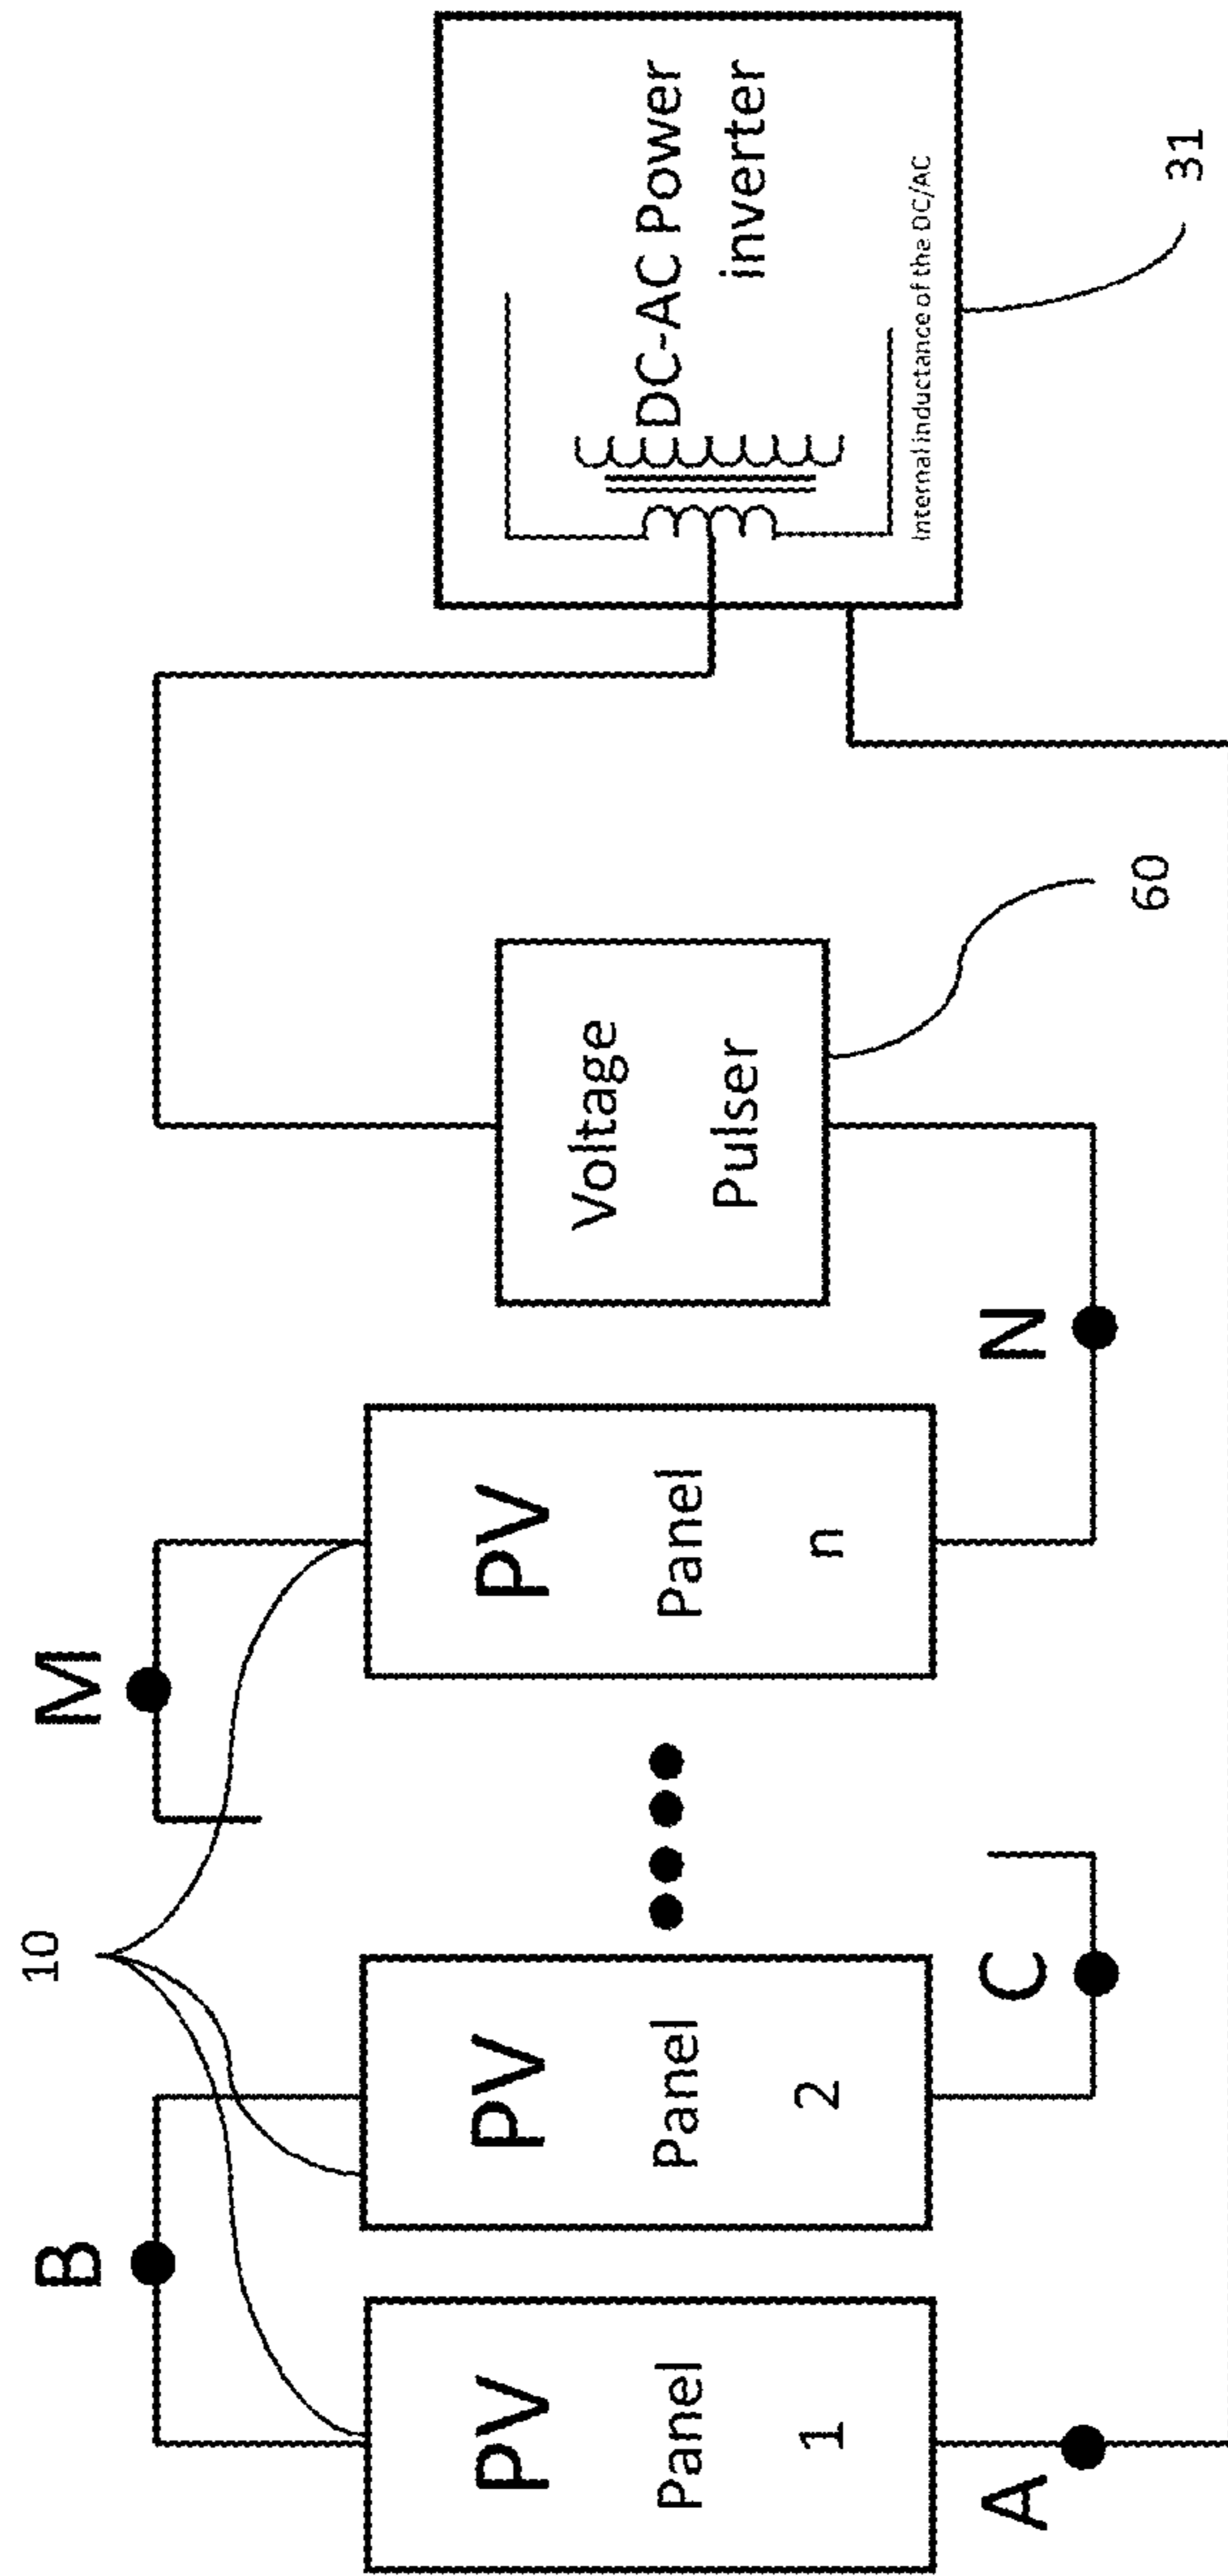 10
B
M
PV
Panel
1
PV
Panel
2
PV
Panel
n
A
C
N
Voltage
Pulser
60
DC-AC Power
inverter
Internal inductance of the DC/AC
31